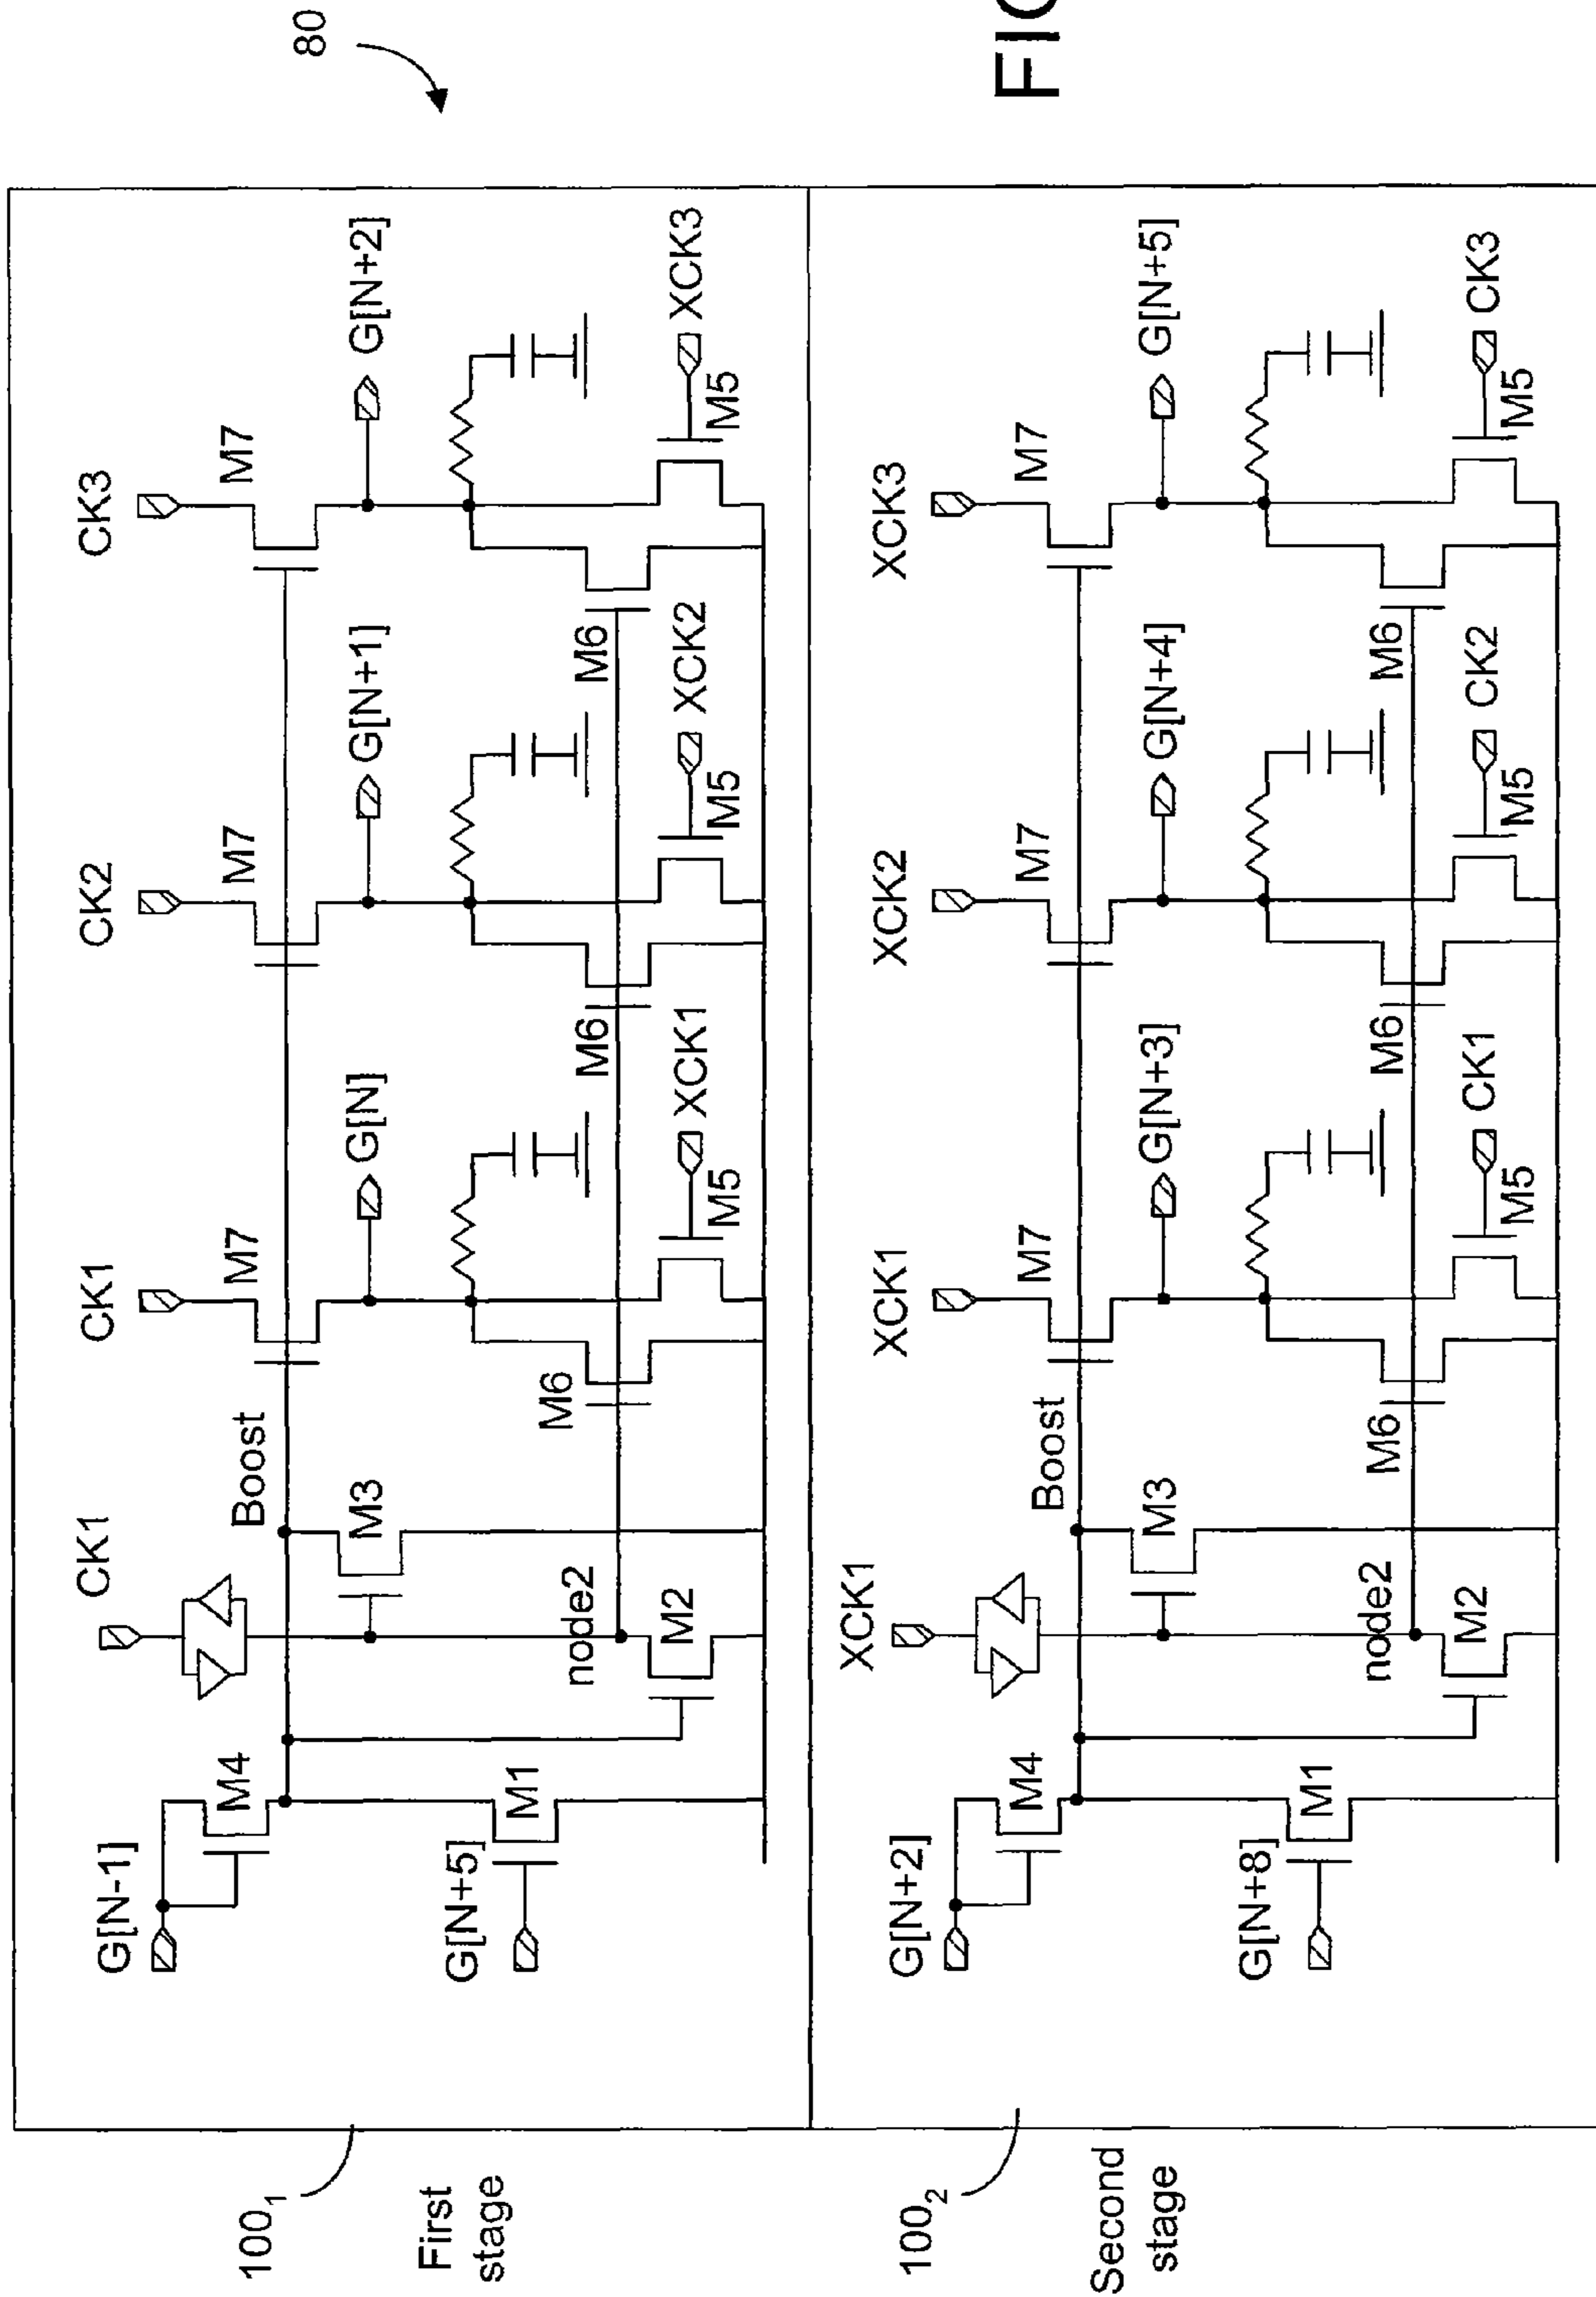 80
FIG
100₁
First
stage
G[N-1]
M4
G[N+5]
M1
CK1
Boost
M3
node2
M2
CK1
M7
G[N]
M6
XCK1
M5
CK2
M7
G[N+1]
M6
XCK2
M5
CK3
M7
G[N+2]
M6
XCK3
M5
100₂
Second
stage
G[N+2]
M4
G[N+8]
M1
XCK1
Boost
M3
node2
M2
XCK1
M7
G[N+3]
M6
CK1
M5
XCK2
M7
G[N+4]
M6
CK2
M5
XCK3
M7
G[N+5]
M6
CK3
M5